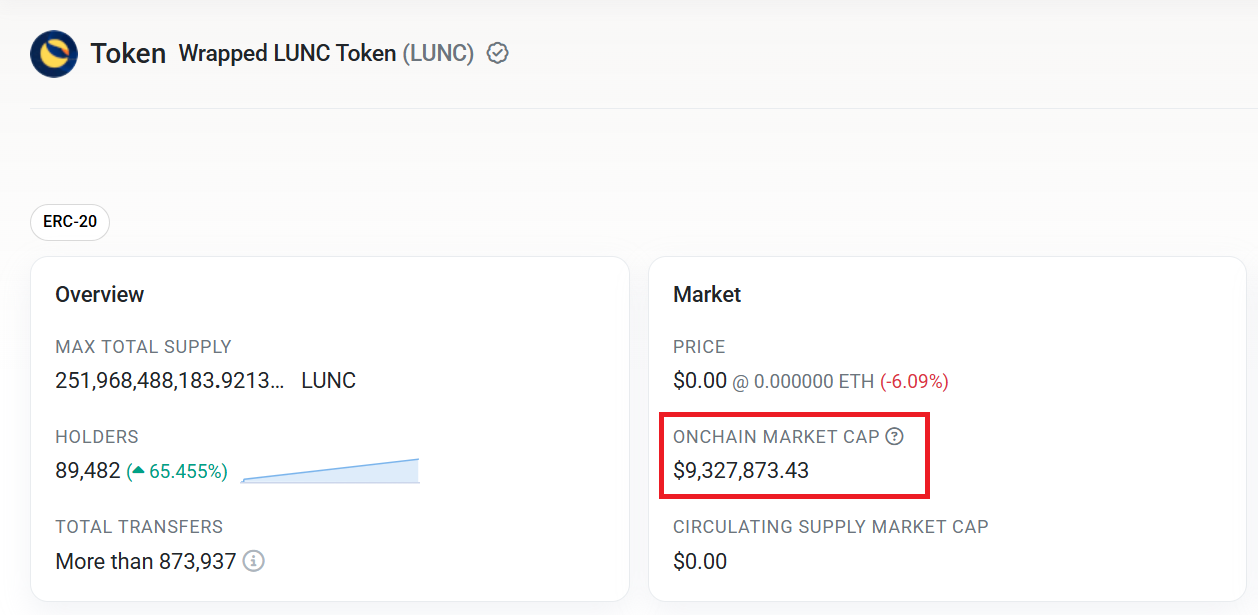 Token Wrapped LUNC Token (LUNC)
ERC-20
Overview
MAX TOTAL SUPPLY
251,968,488,183.9213... LUNC
HOLDERS
89,482 (65.455%)
TOTAL TRANSFERS
More than 873,937
Market
PRICE
$0.00 @ 0.000000 ETH (-6.09%)
ONCHAIN MARKET CAP
$9,327,873.43
CIRCULATING SUPPLY MARKET CAP
$0.00